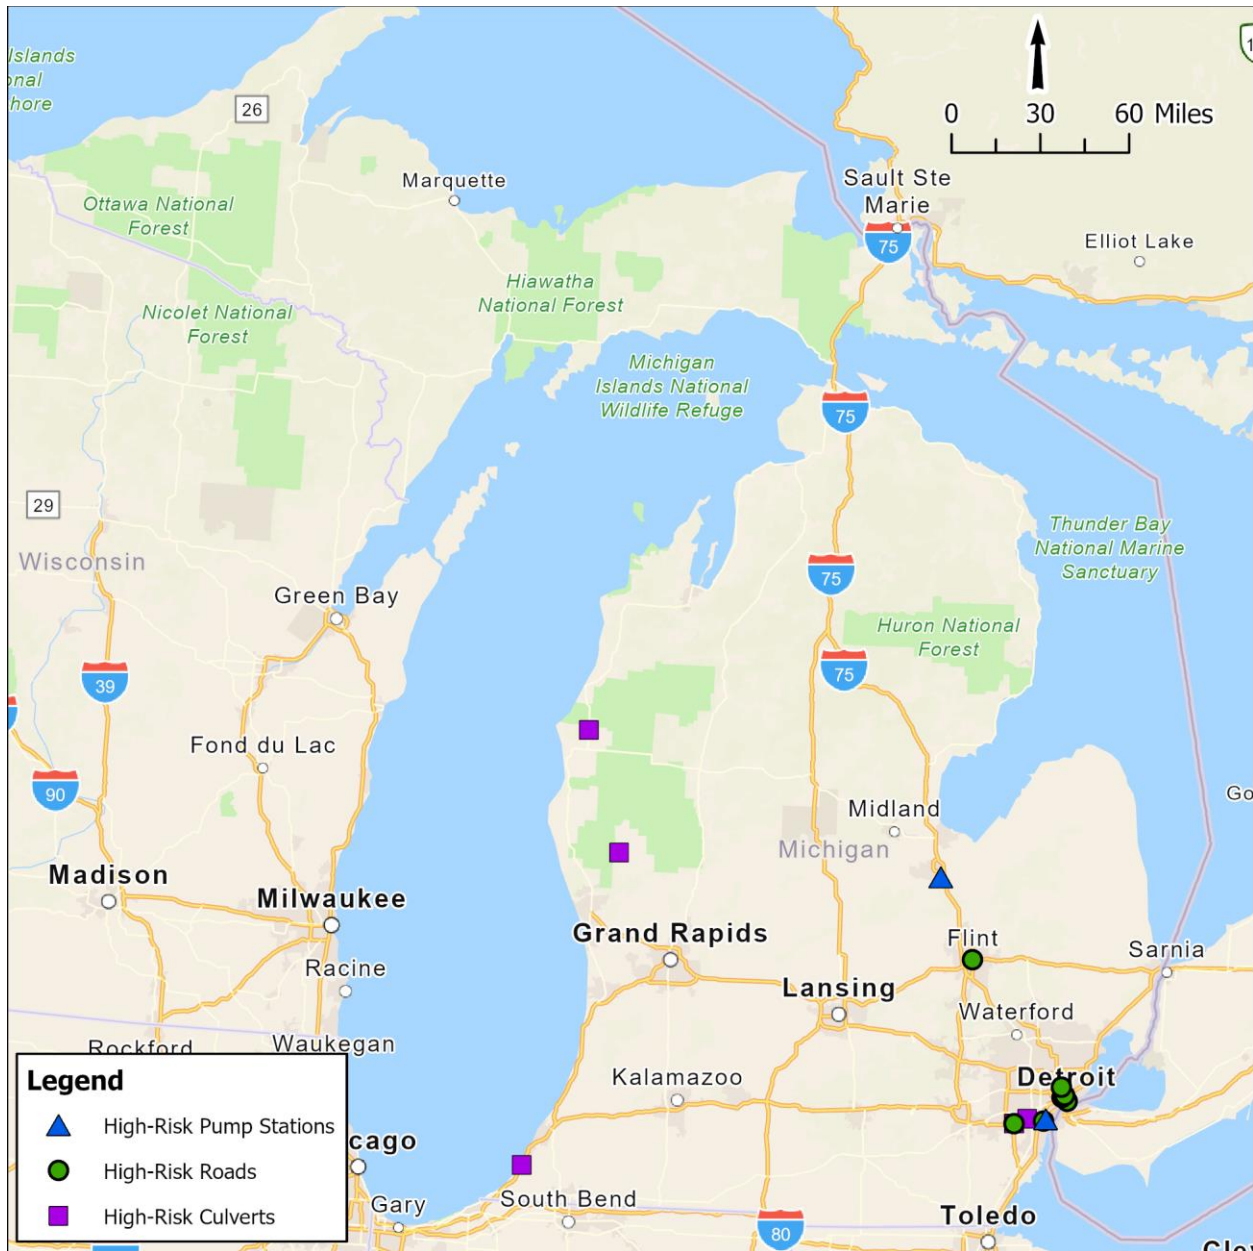 Islands
onal
hore
26
1
0 30 60 Miles
Marquette
Sault Ste
Marie
Ottawa National
Forest
75
Elliot Lake
Hiawatha
National Forest
Nicolet National
Forest
Michigan
Islands National
Wildlife Refuge
75
29
Wisconsin
Thunder Bay
National Marine
Sanctuary
75
Green Bay
Huron National
Forest
75
39
Fond du Lac
90
Go
Midland
Michigan
Madison
Milwaukee
Grand Rapids
Flint
Sarnia
Racine
Lansing
Waterford
Rockford
Waukegan
Kalamazoo
Detroit
Legend
High-Risk Pump Stations
High-Risk Roads
High-Risk Culverts
cago
Gary
South Bend
80
Toledo
Cle